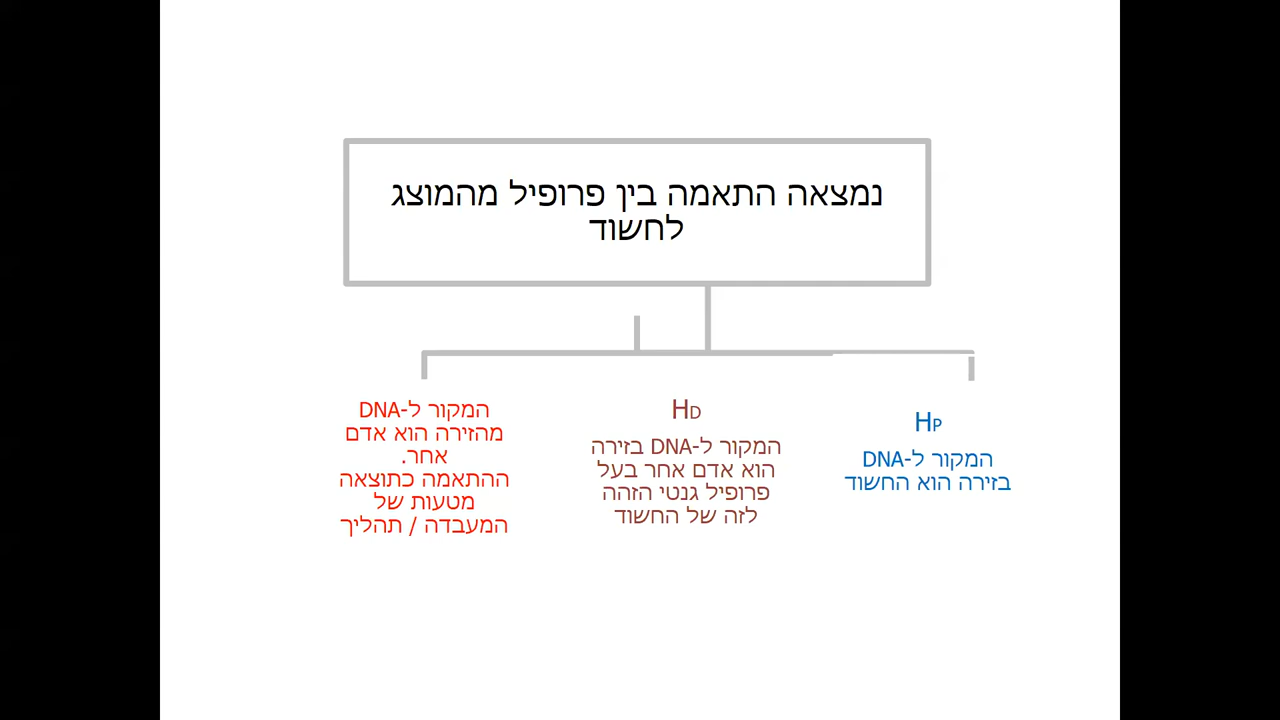 נמצאה התאמה בין פרופיל מהמוצג
לחשוד
HP
המקור ל-DNA
בזירה הוא החשוד
HD
המקור ל-DNA בזירה
הוא אדם אחר בעל
פרופיל גנטי הזהה
לזה של החשוד
המקור ל-DNA
מהזירה הוא אדם
אחר.
ההתאמה כתוצאה
מטעות של
המעבדה / תהליך